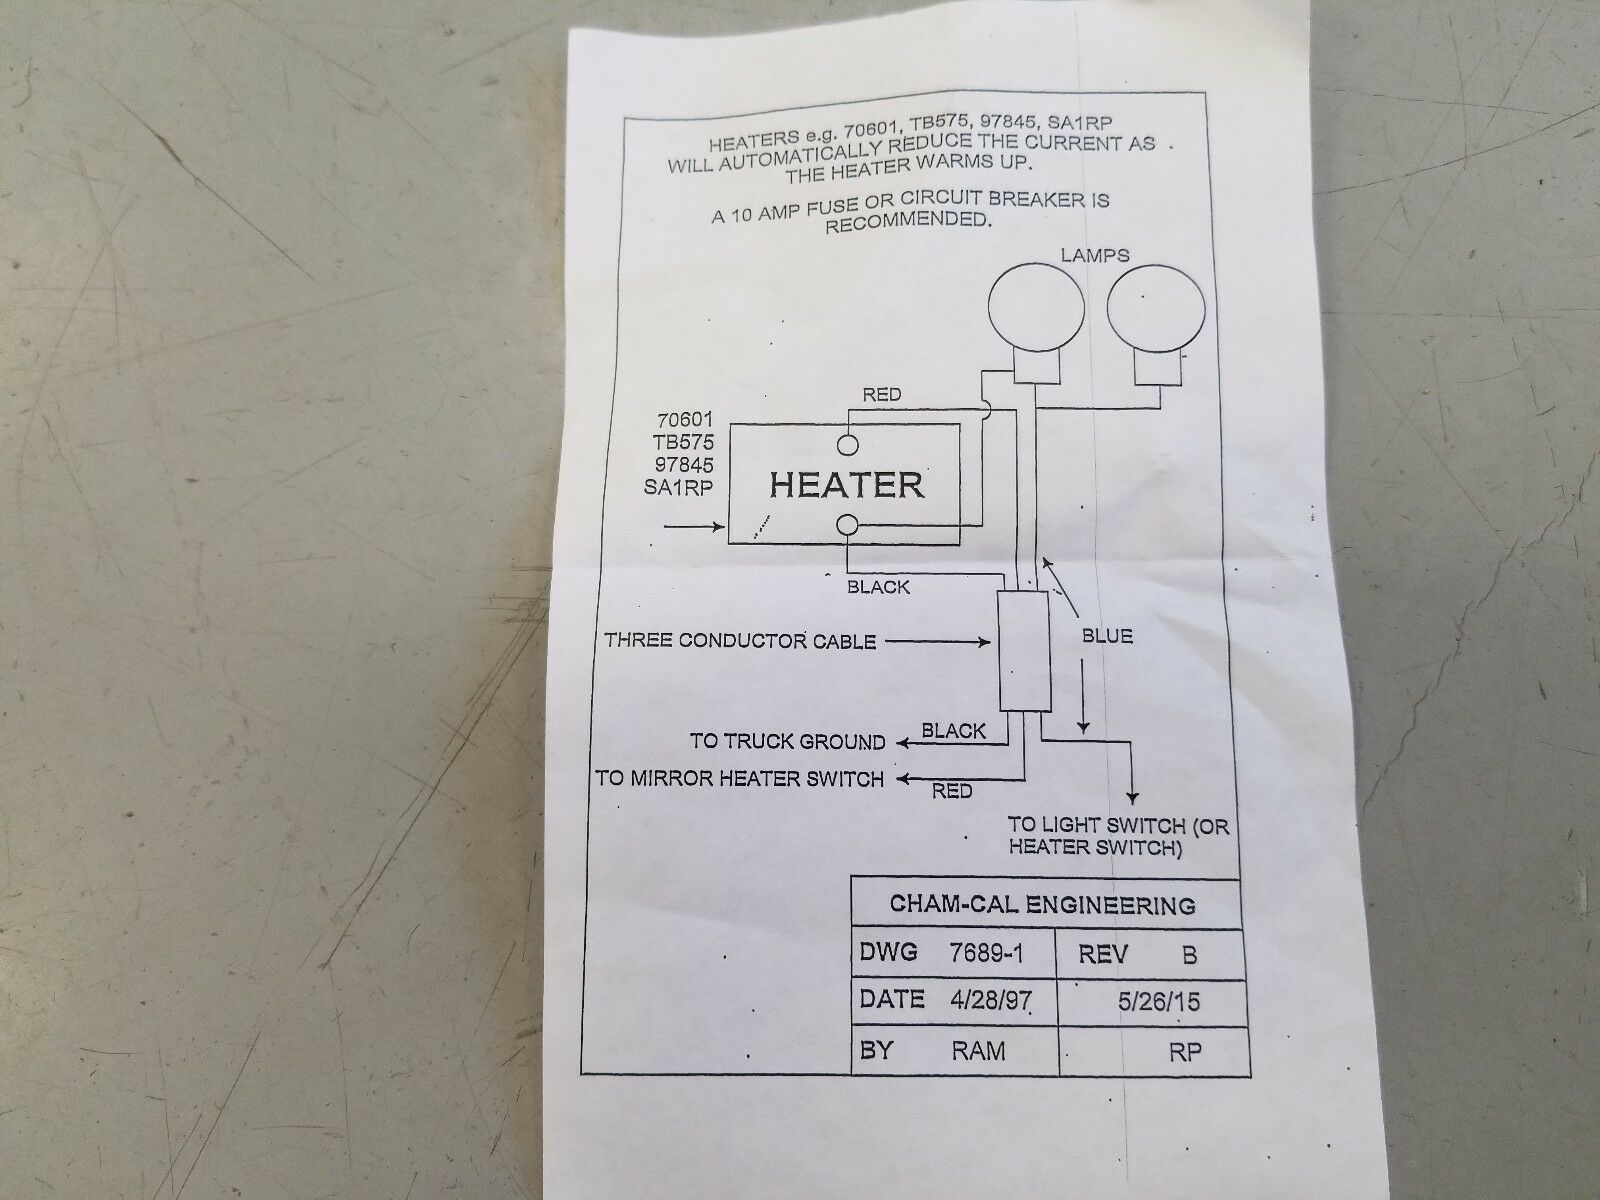 HEATERS e.g. 70601, TB575, 97845, SA1RP
WILL AUTOMATICALLY REDUCE THE CURRENT AS
THE HEATER WARMS UP.
A 10 AMP FUSE OR CIRCUIT BREAKER IS
RECOMMENDED.
LAMPS
RED
70601
TB575
97845
SA1RP
HEATER
BLACK
THREE CONDUCTOR CABLE
BLUE
BLACK
TO TRUCK GROUND
TO MIRROR HEATER SWITCH
RED
TO LIGHT SWITCH (OR
HEATER SWITCH)
CHAM-CAL ENGINEERING
DWG 7689-1 REV B
DATE 4/28/97 5/26/15
BY RAM RP